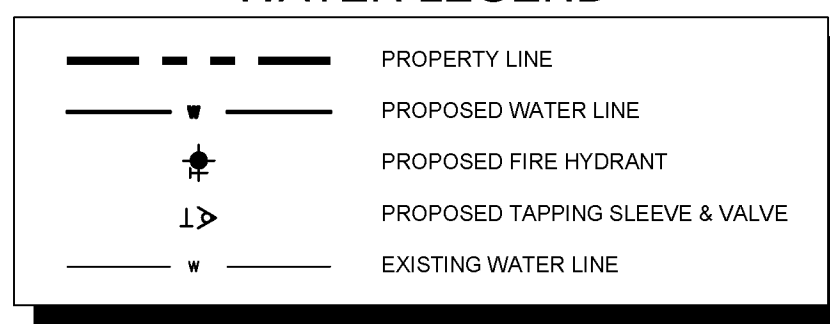 WATER LEGEND
PROPERTY LINE
W PROPOSED WATER LINE
PROPOSED FIRE HYDRANT
PROPOSED TAPPING SLEEVE & VALVE
W EXISTING WATER LINE